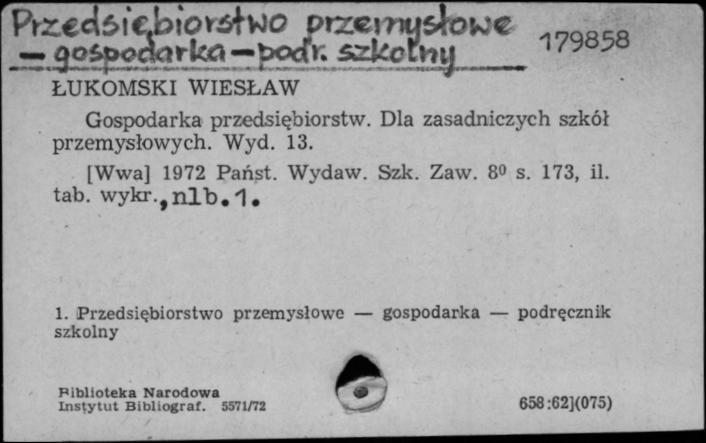 Przedsiębiorstwo przemysłowe
— gospodarka — podr. szkolny
179858
ŁUKOMSKI WIESŁAW
Gospodarka przedsiębiorstw. Dla zasadniczych szkół
przemysłowych. Wyd. 13.
[Wwa] 1972 Państ. Wydaw. Szk. Zaw. 8⁰ s. 173, il.
tab. wykr., nlb. 1.
1. Przedsiębiorstwo przemysłowe — gospodarka — podręcznik
szkolny
Biblioteka Narodowa
Instytut Bibliograf. 5571/72
658:62](075)